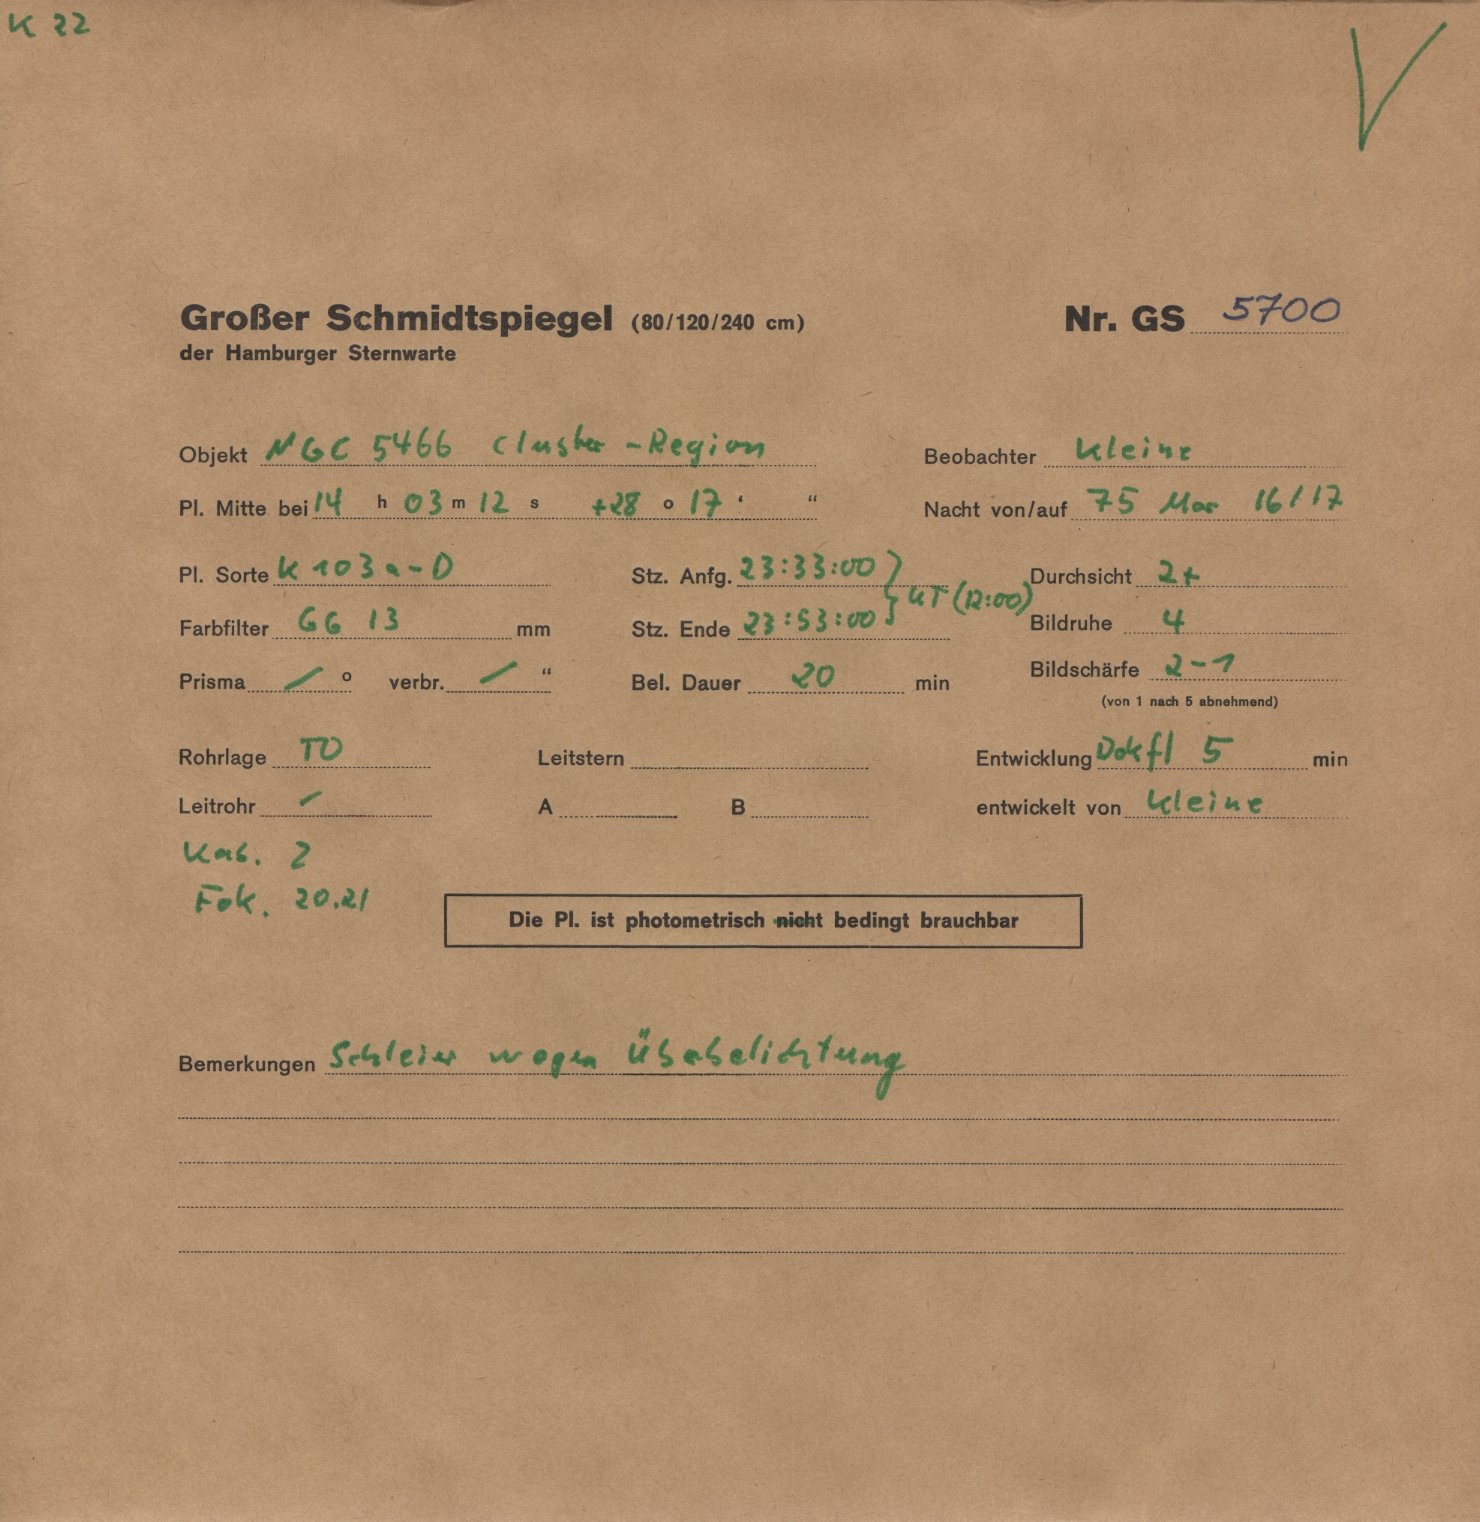 K 22
V
Großer Schmidtspiegel (80/120/240 cm) Nr. GS 5700
der Hamburger Sternwarte
Objekt NGC 5466 Cluster-Region Beobachter Kleine
Pl. Mitte bei 14 h 03 m 12 s +28 o 17 ‘ “ Nacht von/auf 75 Mar 16/17
Pl. Sorte K 103a-D Stz. Anfg. 23:33:00 } UT (12:00) Durchsicht 2+
Farbfilter GG 13 mm Stz. Ende 23:53:00 Bildruhe 4
Prisma / o verbr. / “ Bel. Dauer 20 min Bildschärfe 2-1
(von 1 nach 5 abnehmend)
Rohrlage TO Leitstern Entwicklung Dokfl 5 min
Leitrohr / A B entwickelt von Kleine
Kas. 2
Fok. 20.21
Die Pl. ist photometrisch nicht bedingt brauchbar
Bemerkungen Schleier wegen Überbelichtung